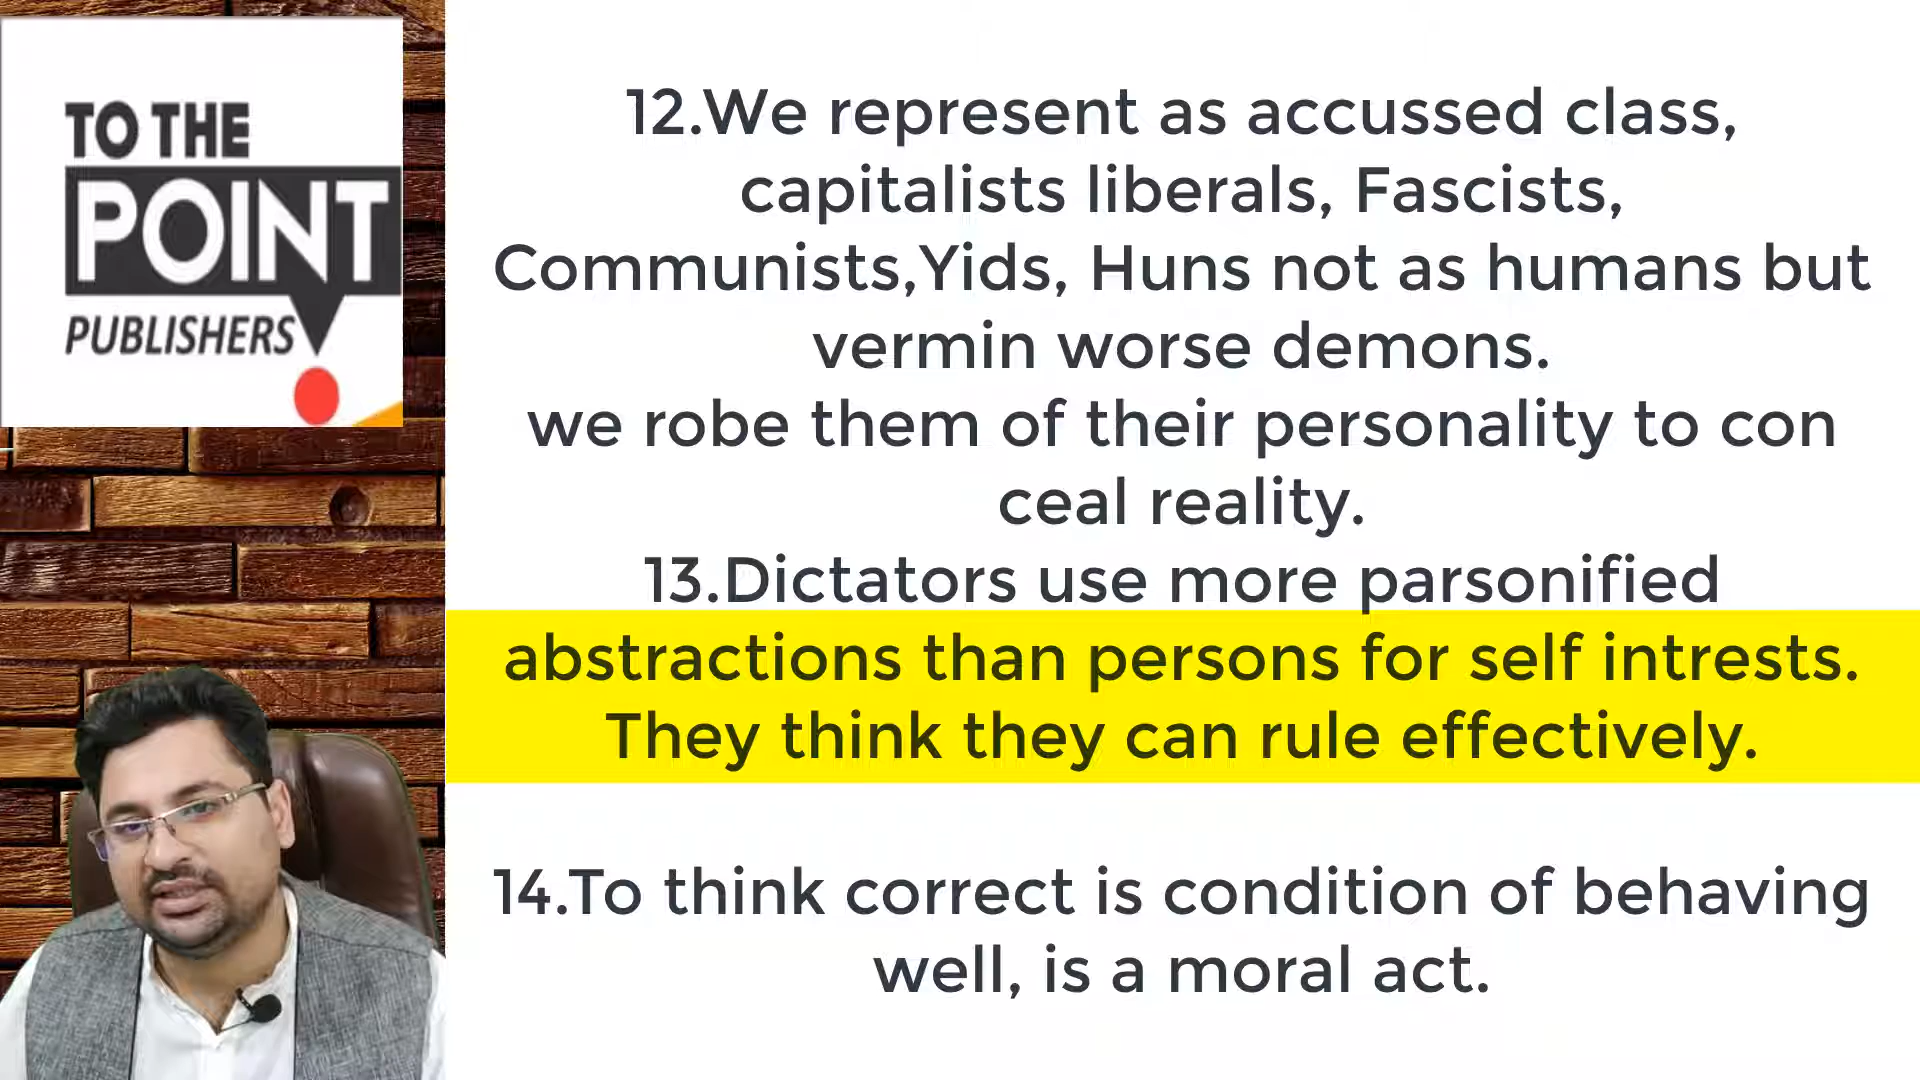 TO THE
POINT
PUBLISHERS
12.We represent as accussed class,
capitalists liberals, Fascists,
Communists,Yids, Huns not as humans but
vermin worse demons.
we robe them of their personality to con
ceal reality.
13.Dictators use more parsonified
abstractions than persons for self intrests.
They think they can rule effectively.
14.To think correct is condition of behaving
well, is a moral act.